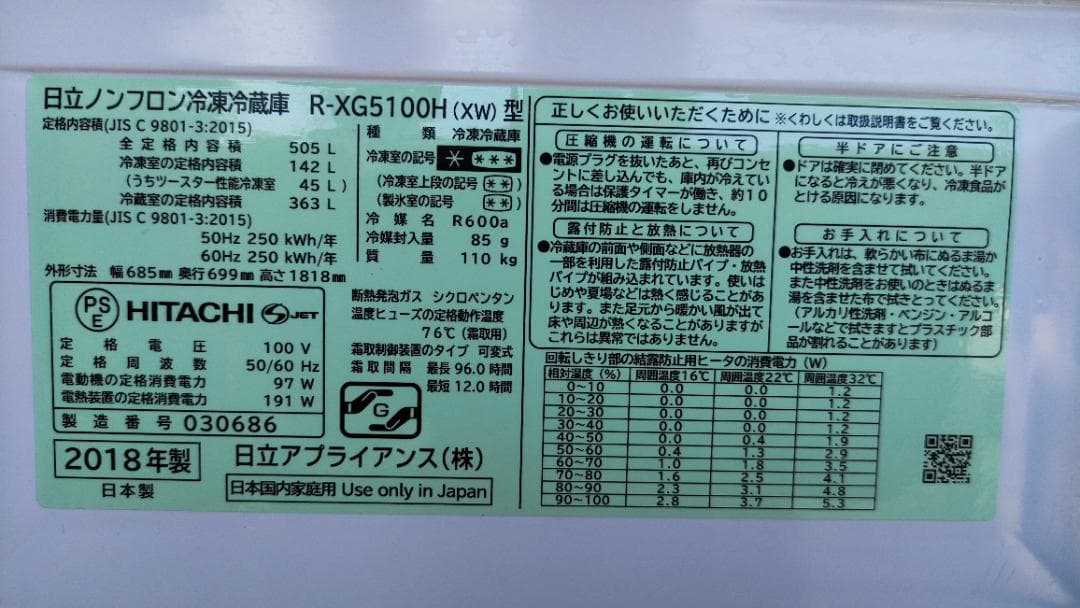 日立ノンフロン冷凍冷蔵庫 R-XG5100H (XW) 型
定格内容積(JIS C 9801-3:2015)
全定格内容積 505 L
冷凍室の定格内容積 142 L
(うちツースター性能冷凍室 45 L)
冷蔵室の定格内容積 363 L
消費電力量(JIS C 9801-3:2015)
50Hz 250 kWh/年
60Hz 250 kWh/年
外形寸法 幅685mm 奥行699mm 高さ1818mm
種類 冷凍冷蔵庫
冷凍室の記号 * ***
(冷凍室上段の記号 **)
(製氷室の記号 **)
冷媒名 R600a
冷媒封入量 85 g
質量 110 kg
PSE HITACHI JET
定格電圧 100 V
定格周波数 50/60 Hz
電動機の定格消費電力 97 W
電熱装置の定格消費電力 191 W
製造番号 030686
断熱発泡ガス シクロペンタン
温度ヒューズの定格動作温度
76℃(霜取用)
霜取制御装置のタイプ 可変式
霜取間隔 最長 96.0 時間
最短 12.0 時間
G
2018年製
日本製
日立アプライアンス(株)
日本国内家庭用 Use only in Japan
正しくお使いいただくために ※くわしくは取扱説明書をご覧ください。
圧縮機の運転について
●電源プラグを抜いたあと、再びコンセ
ントに差し込んでも、庫内が冷えてい
る場合は保護タイマーが働き、約10
分間は圧縮機の運転をしません。
露付防止と放熱について
●冷蔵庫の前面や側面などに放熱器の
一部を利用した露付防止パイプ・放熱
パイプが組み込まれています。使いは
じめや夏場などは熱く感じることがあ
ります。また足元から暖かい風が出て
床や周辺が熱くなることがありますが
これらは異常ではありません。
半ドアにご注意
●ドアは確実に閉めてください。半ドア
になると冷えが悪くなり、冷凍食品が
とける原因になります。
お手入れについて
●お手入れは、軟らかい布にぬるま湯か
中性洗剤を含ませて拭いてください。
また中性洗剤をお使いのときはぬるま
湯を含ませた布で拭きとってください。
(アルカリ性洗剤・ベンジン・アルコ
ールなどで拭きますとプラスチック部
品が割れることがあります)
回転しきり部の結露防止用ヒータの消費電力 (W)
相対湿度 (%) 周囲温度16℃ 周囲温度22℃ 周囲温度32℃
0~10 0.0 0.0 1.2
10~20 0.0 0.0 1.2
20~30 0.0 0.0 1.2
30~40 0.0 0.0 1.2
40~50 0.0 0.4 1.9
50~60 0.4 1.3 2.9
60~70 1.0 1.8 3.5
70~80 1.6 2.5 4.1
80~90 2.3 3.1 4.8
90~100 2.8 3.7 5.3